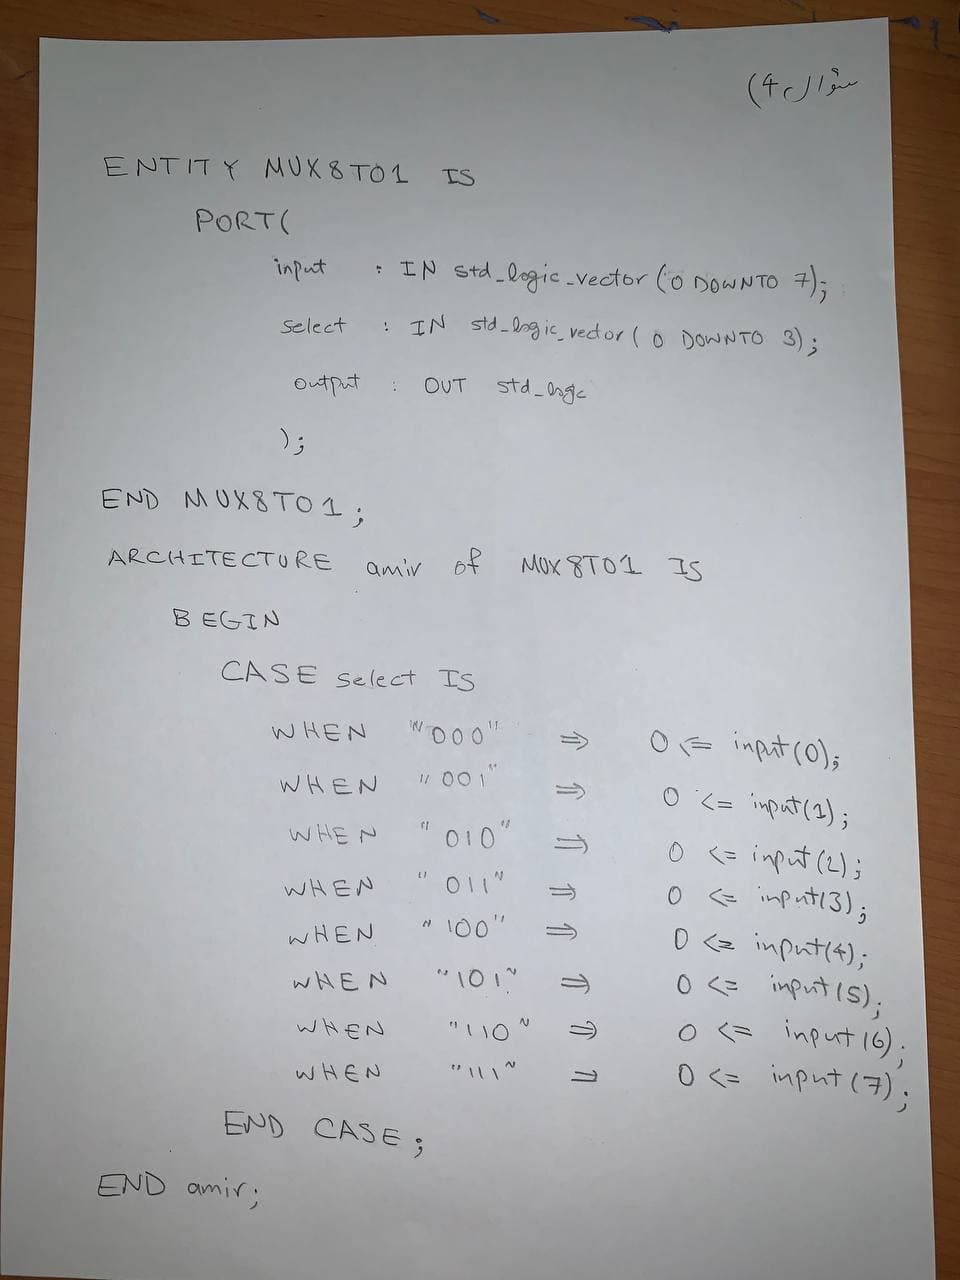 سؤال 4)
ENTITY MUX8TO1 IS
PORT(
input : IN std_logic_vector (0 DOWNTO 7);
select : IN std_logic_vector ( 0 DOWNTO 3);
output : OUT std_logic
);
END MUX8TO1;
ARCHITECTURE amir of MUX8TO1 IS
BEGIN
CASE select IS
WHEN "000" => O <= input(0);
WHEN "001" => O <= input(1);
WHEN "010" => O <= input(2);
WHEN "011" => O <= input(3);
WHEN "100" => O <= input(4);
WHEN "101" => O <= input(5);
WHEN "110" => O <= input(6);
WHEN "111" => O <= input(7);
END CASE;
END amir;